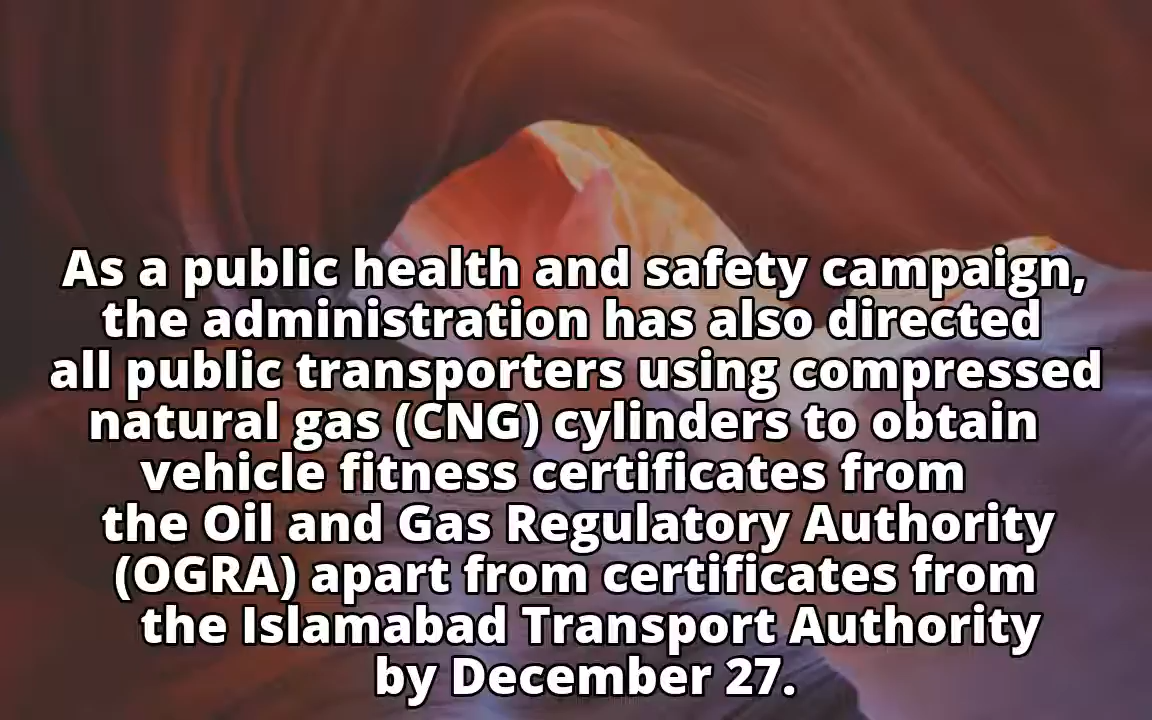 As a public health and safety campaign,
the administration has also directed
all public transporters using compressed
natural gas (CNG) cylinders to obtain
vehicle fitness certificates from
the Oil and Gas Regulatory Authority
(OGRA) apart from certificates from
the Islamabad Transport Authority
by December 27.